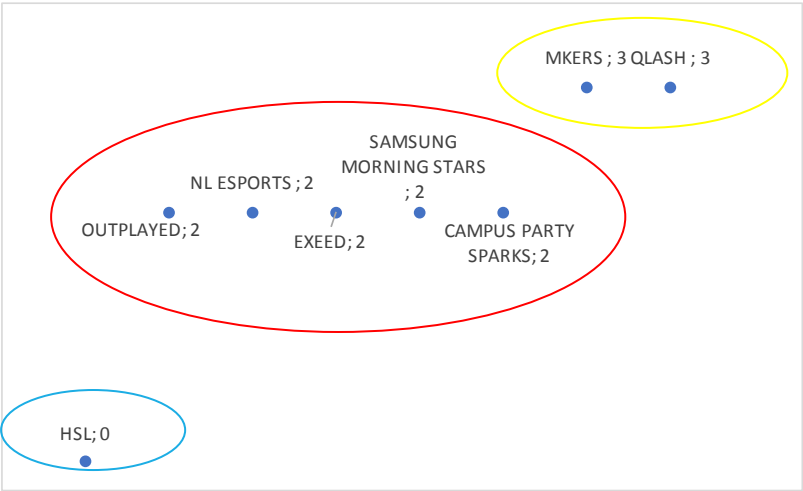 MKERS ; 3 QLASH ; 3
SAMSUNG
MORNING STARS
; 2
NL ESPORTS ; 2
OUTPLAYED; 2
EXEED; 2
CAMPUS PARTY
SPARKS; 2
HSL; 0